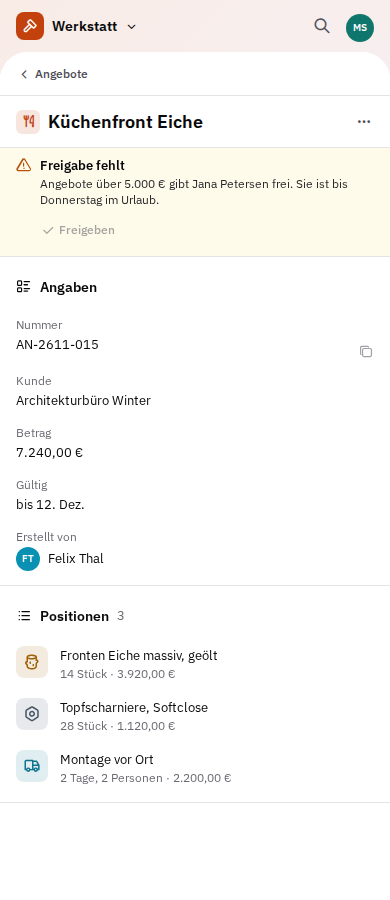 Werkstatt
MS
Angebote
Küchenfront Eiche
Freigabe fehlt
Angebote über 5.000 € gibt Jana Petersen frei. Sie ist bis
Donnerstag im Urlaub.
Freigeben
Angaben
Nummer
AN-2611-015
Kunde
Architekturbüro Winter
Betrag
7.240,00 €
Gültig
bis 12. Dez.
Erstellt von
FT Felix Thal
Positionen 3
Fronten Eiche massiv, geölt
14 Stück · 3.920,00 €
Topfscharniere, Softclose
28 Stück · 1.120,00 €
Montage vor Ort
2 Tage, 2 Personen · 2.200,00 €